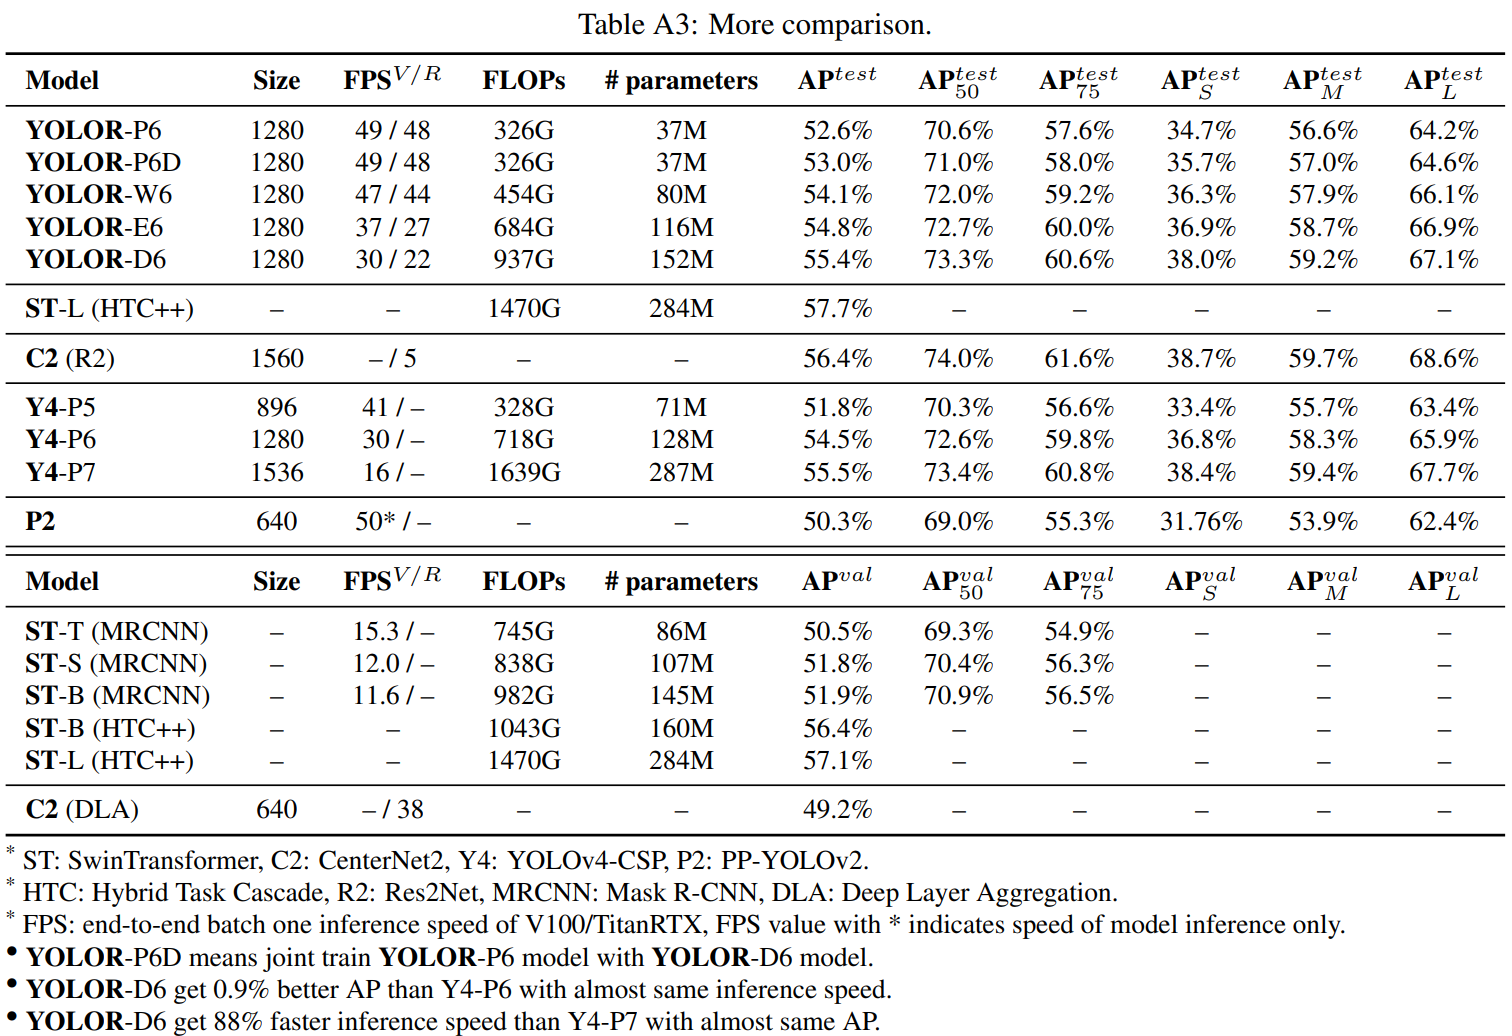 Table A3: More comparison.
Model Size FPS^{V/R} FLOPs # parameters AP^{test} AP_{50}^{test} AP_{75}^{test} AP_{S}^{test} AP_{M}^{test} AP_{L}^{test}
YOLOR-P6 1280 49 / 48 326G 37M 52.6% 70.6% 57.6% 34.7% 56.6% 64.2%
YOLOR-P6D 1280 49 / 48 326G 37M 53.0% 71.0% 58.0% 35.7% 57.0% 64.6%
YOLOR-W6 1280 47 / 44 454G 80M 54.1% 72.0% 59.2% 36.3% 57.9% 66.1%
YOLOR-E6 1280 37 / 27 684G 116M 54.8% 72.7% 60.0% 36.9% 58.7% 66.9%
YOLOR-D6 1280 30 / 22 937G 152M 55.4% 73.3% 60.6% 38.0% 59.2% 67.1%
ST-L (HTC++) – – 1470G 284M 57.7% – – – – –
C2 (R2) 1560 – / 5 – – 56.4% 74.0% 61.6% 38.7% 59.7% 68.6%
Y4-P5 896 41 / – 328G 71M 51.8% 70.3% 56.6% 33.4% 55.7% 63.4%
Y4-P6 1280 30 / – 718G 128M 54.5% 72.6% 59.8% 36.8% 58.3% 65.9%
Y4-P7 1536 16 / – 1639G 287M 55.5% 73.4% 60.8% 38.4% 59.4% 67.7%
P2 640 50* / – – – 50.3% 69.0% 55.3% 31.76% 53.9% 62.4%
Model Size FPS^{V/R} FLOPs # parameters AP^{val} AP_{50}^{val} AP_{75}^{val} AP_{S}^{val} AP_{M}^{val} AP_{L}^{val}
ST-T (MRCNN) – 15.3 / – 745G 86M 50.5% 69.3% 54.9% – – –
ST-S (MRCNN) – 12.0 / – 838G 107M 51.8% 70.4% 56.3% – – –
ST-B (MRCNN) – 11.6 / – 982G 145M 51.9% 70.9% 56.5% – – –
ST-B (HTC++) – – 1043G 160M 56.4% – – – – –
ST-L (HTC++) – – 1470G 284M 57.1% – – – – –
C2 (DLA) 640 – / 38 – – 49.2% – – – – –
* ST: SwinTransformer, C2: CenterNet2, Y4: YOLOv4-CSP, P2: PP-YOLOv2.
* HTC: Hybrid Task Cascade, R2: Res2Net, MRCNN: Mask R-CNN, DLA: Deep Layer Aggregation.
* FPS: end-to-end batch one inference speed of V100/TitanRTX, FPS value with * indicates speed of model inference only.
• YOLOR-P6D means joint train YOLOR-P6 model with YOLOR-D6 model.
• YOLOR-D6 get 0.9% better AP than Y4-P6 with almost same inference speed.
• YOLOR-D6 get 88% faster inference speed than Y4-P7 with almost same AP.